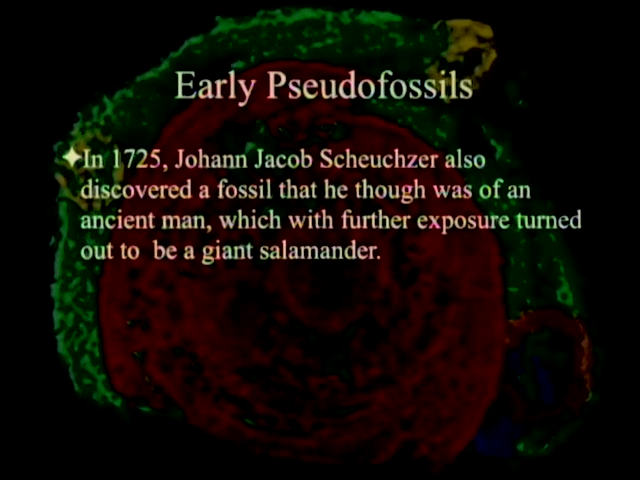 Early Pseudofossils
✦In 1725, Johann Jacob Scheuchzer also
discovered a fossil that he though was of an
ancient man, which with further exposure turned
out to  be a giant salamander.